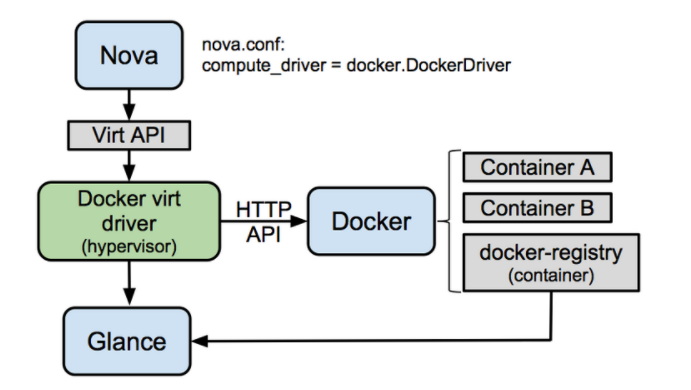 Nova
nova.conf:
compute_driver = docker.DockerDriver
Virt API
Docker virt
driver
(hypervisor)
HTTP
API
Docker
Container A
Container B
docker-registry
(container)
Glance